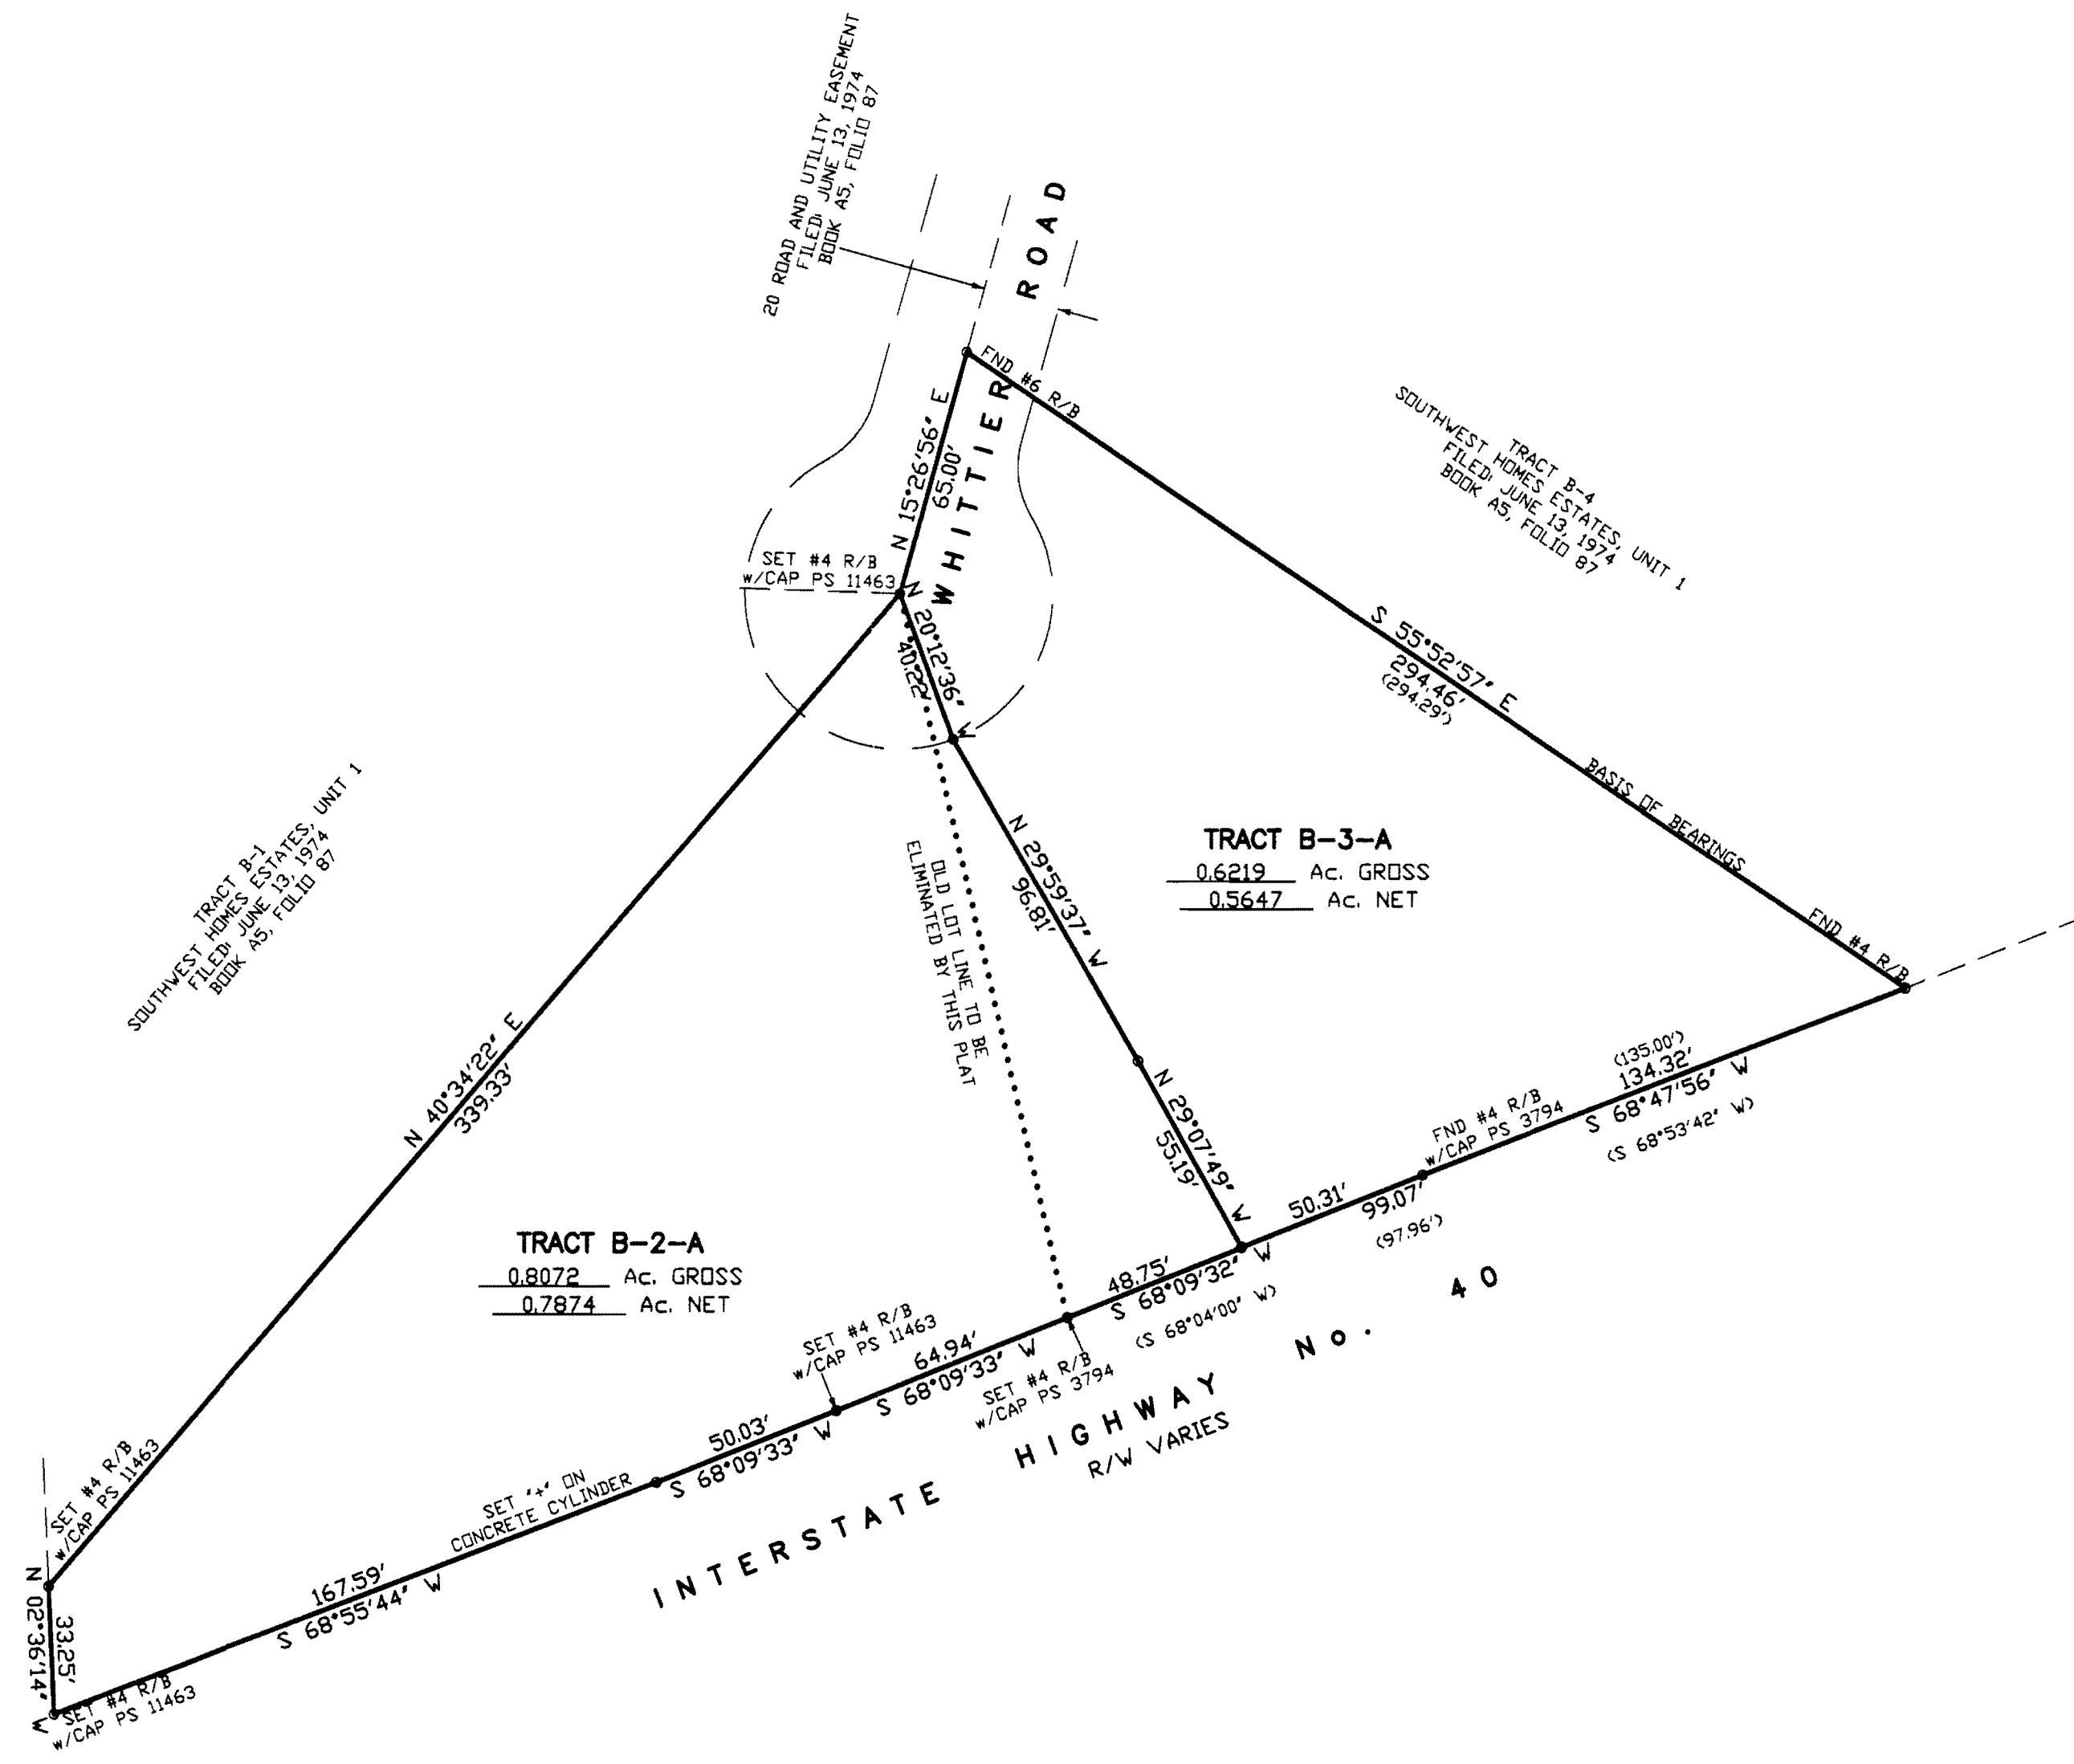 20 ROAD AND UTILITY EASEMENT
FILED: JUNE 13, 1974
BOOK A5, FOLIO 87
WHITTIER ROAD
FND #6 R/B
N 15°26'56" E
65.00'
SET #4 R/B
w/CAP PS 11463
N 20°12'36" W
40.22'
TRACT B-4
SOUTHWEST HOMES ESTATES, UNIT 1
FILED: JUNE 13, 1974
BOOK A5, FOLIO 87
S 55°52'57" E
294.46'
(294.29')
BASIS OF BEARINGS
FND #4 R/B
TRACT B-1
SOUTHWEST HOMES ESTATES, UNIT 1
FILED: JUNE 13, 1974
BOOK A5, FOLIO 87
N 40°34'22" E
339.33'
OLD LOT LINE TO BE
ELIMINATED BY THIS PLAT
N 29°59'37" W
96.81'
TRACT B-3-A
0.6219 Ac. GROSS
0.5647 Ac. NET
N 29°07'49" W
55.19'
(135.00')
134.32'
S 68°47'56" W
(S 68°53'42" W)
FND #4 R/B
w/CAP PS 3794
50.31'
99.07'
(97.96')
48.75'
S 68°09'32" W
(S 68°04'00" W)
TRACT B-2-A
0.8072 Ac. GROSS
0.7874 Ac. NET
SET #4 R/B
w/CAP PS 11463
64.94'
S 68°09'33" W
SET #4 R/B
w/CAP PS 3794
50.03'
S 68°09'33" W
SET "+" ON
CONCRETE CYLINDER
167.59'
S 68°55'44" W
INTERSTATE HIGHWAY No. 40
R/W VARIES
SET #4 R/B
w/CAP PS 11463
N 02°36'14" W
33.25'
SET #4 R/B
w/CAP PS 11463